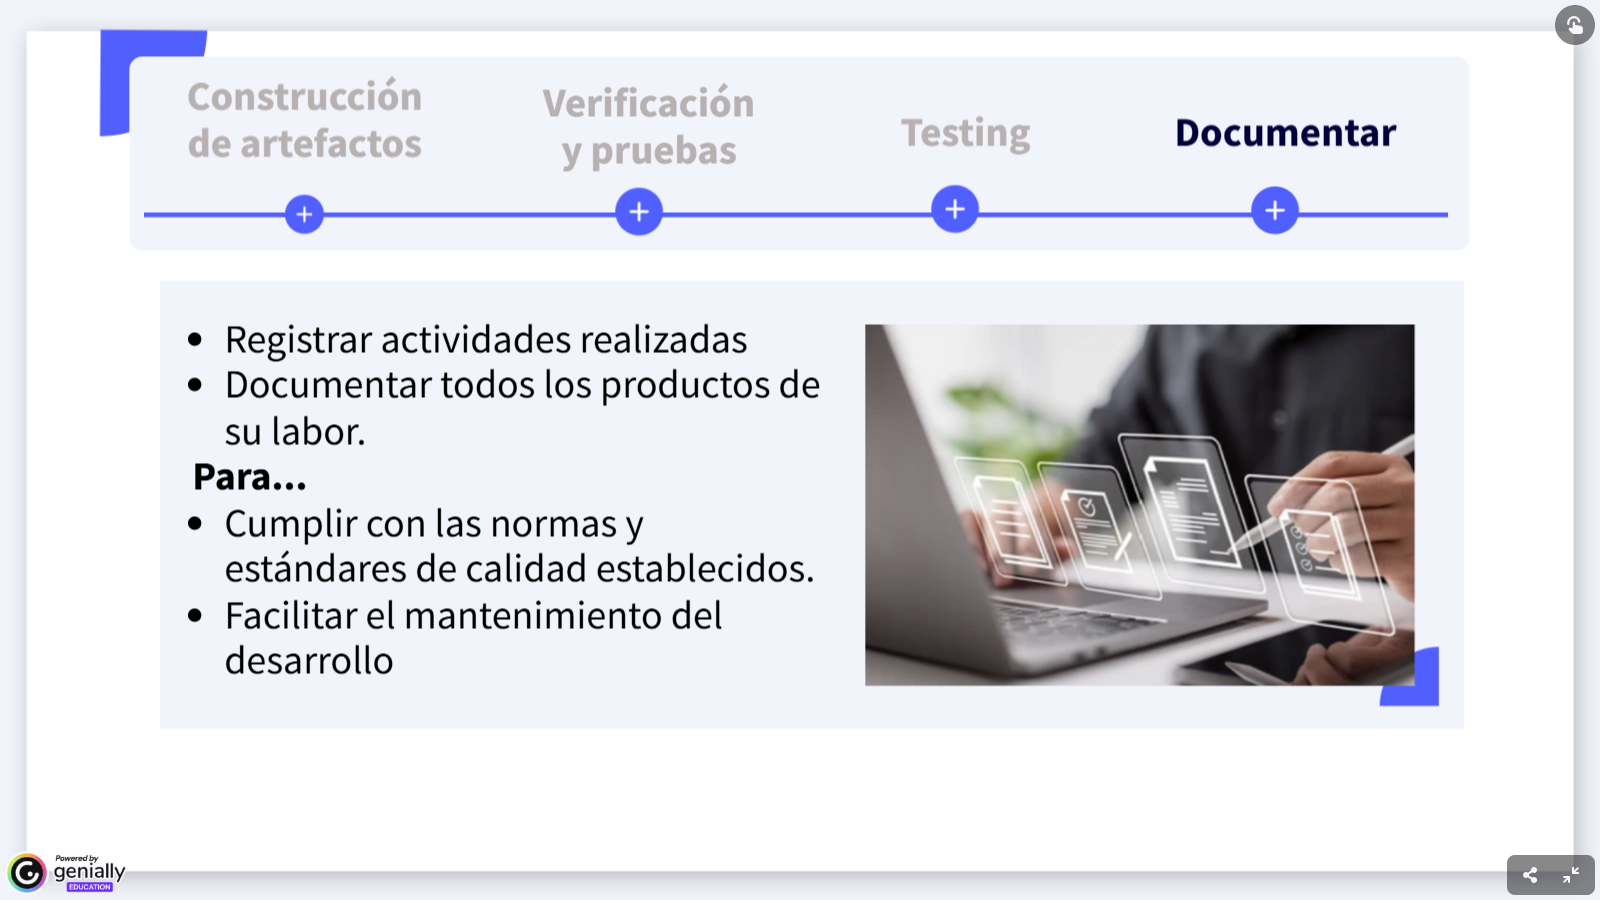 Construcción
de artefactos
Verificación
y pruebas
Testing
Documentar
• Registrar actividades realizadas
• Documentar todos los productos de
su labor.
Para...
• Cumplir con las normas y
estándares de calidad establecidos.
• Facilitar el mantenimiento del
desarrollo
Powered by
genially
EDUCATION